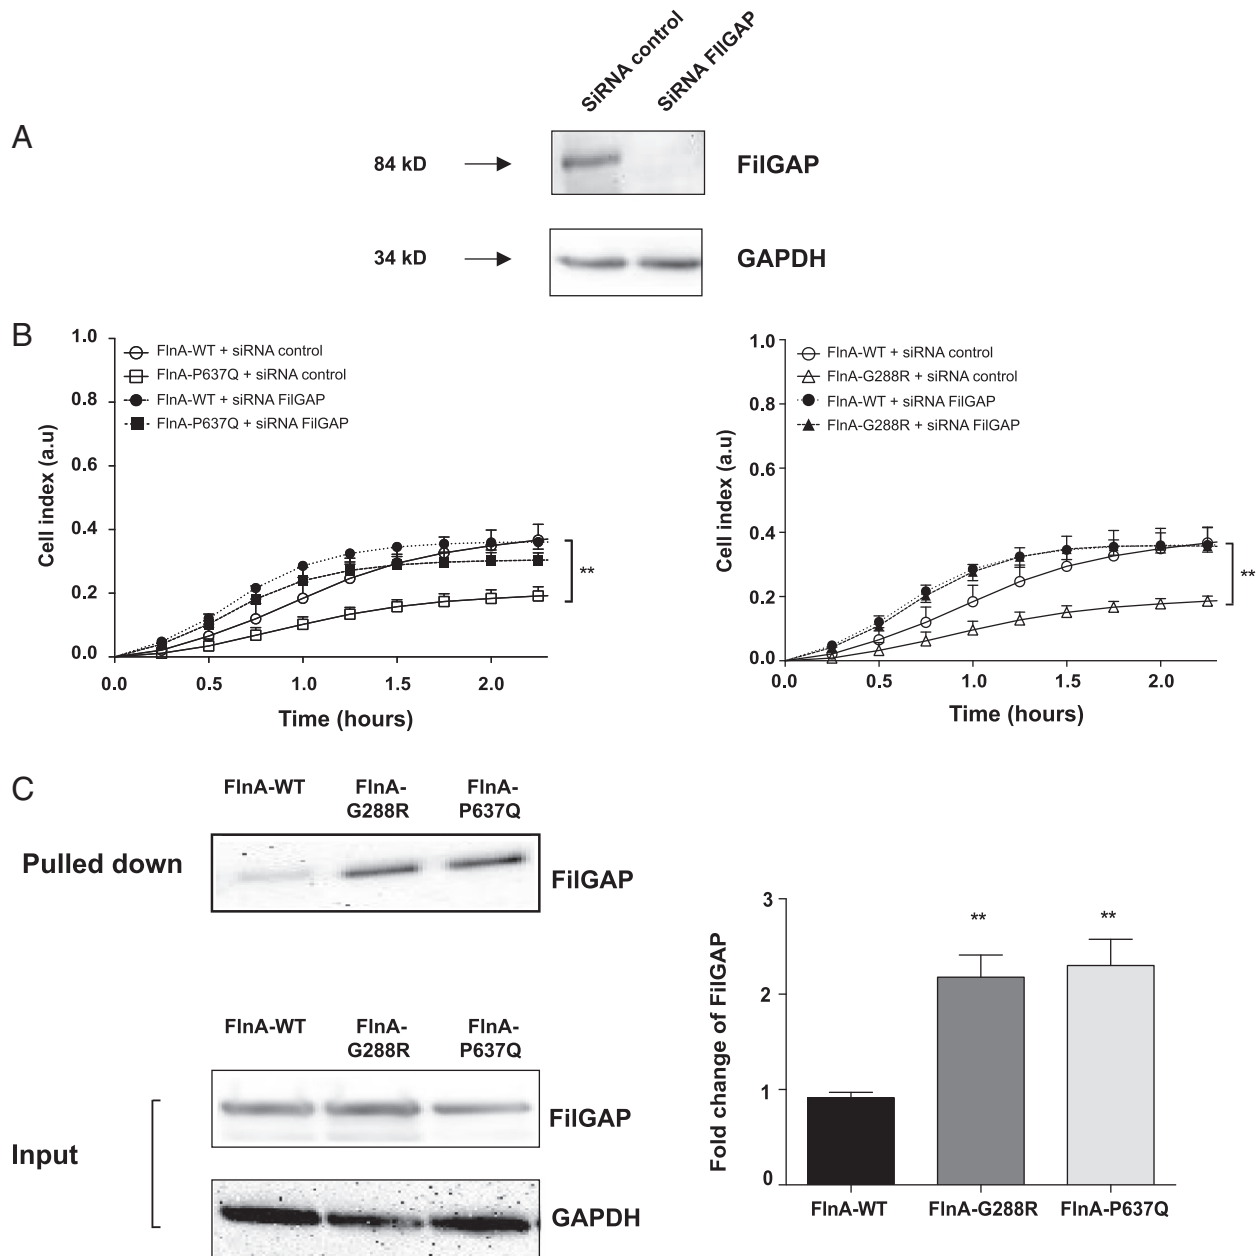 SiRNA control
SiRNA FilGAP
A
84 kD
FilGAP
34 kD
GAPDH
B
1.0
0.8
0.6
0.4
0.2
0.0
Cell index (a.u)
FlnA-WT + siRNA control
FlnA-P637Q + siRNA control
FlnA-WT + siRNA FilGAP
FlnA-P637Q + siRNA FilGAP
**
0.0 0.5 1.0 1.5 2.0
Time (hours)
1.0
0.8
0.6
0.4
0.2
0.0
Cell index (a.u)
FlnA-WT + siRNA control
FlnA-G288R + siRNA control
FlnA-WT + siRNA FilGAP
FlnA-G288R + siRNA FilGAP
**
0.0 0.5 1.0 1.5 2.0
Time (hours)
C
FlnA-WT
FlnA-
G288R
FlnA-
P637Q
Pulled down
FilGAP
FlnA-WT
FlnA-
G288R
FlnA-
P637Q
Input
FilGAP
GAPDH
Fold change of FilGAP
3
2
1
0
**
**
FlnA-WT
FlnA-G288R
FlnA-P637Q